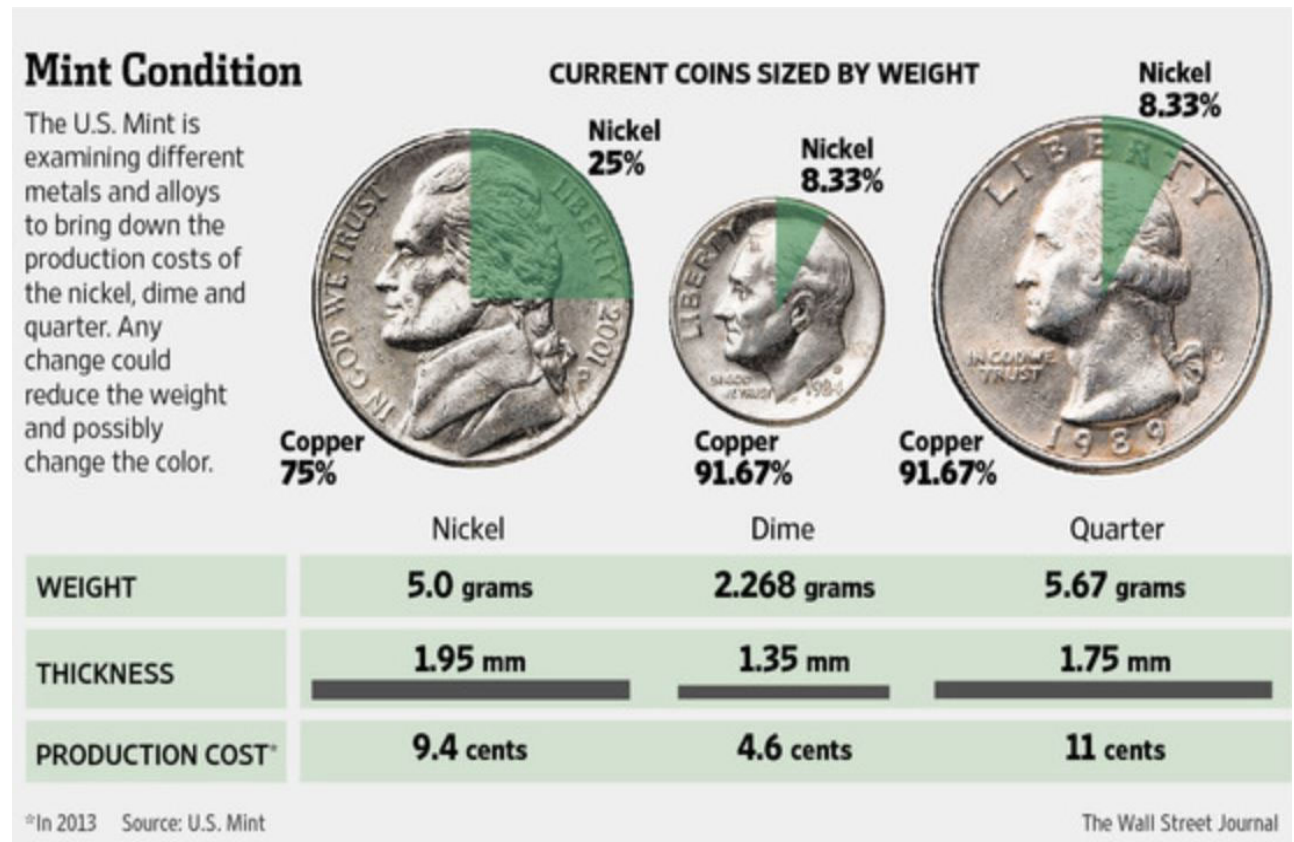 Mint Condition
The U.S. Mint is
examining different
metals and alloys
to bring down the
production costs of
the nickel, dime and
quarter. Any
change could
reduce the weight
and possibly
change the color.
CURRENT COINS SIZED BY WEIGHT
Nickel
25%
Nickel
8.33%
Nickel
8.33%
IN GOD WE TRUST
LIBERTY
2001
P
LIBERTY
IN GOD
WE TRUST
1984
LIBERTY
IN GOD WE
TRUST
1989
Copper
75%
Copper
91.67%
Copper
91.67%
Nickel Dime Quarter
WEIGHT 5.0 grams 2.268 grams 5.67 grams
THICKNESS 1.95 mm 1.35 mm 1.75 mm
PRODUCTION COST* 9.4 cents 4.6 cents 11 cents
*In 2013 Source: U.S. Mint The Wall Street Journal